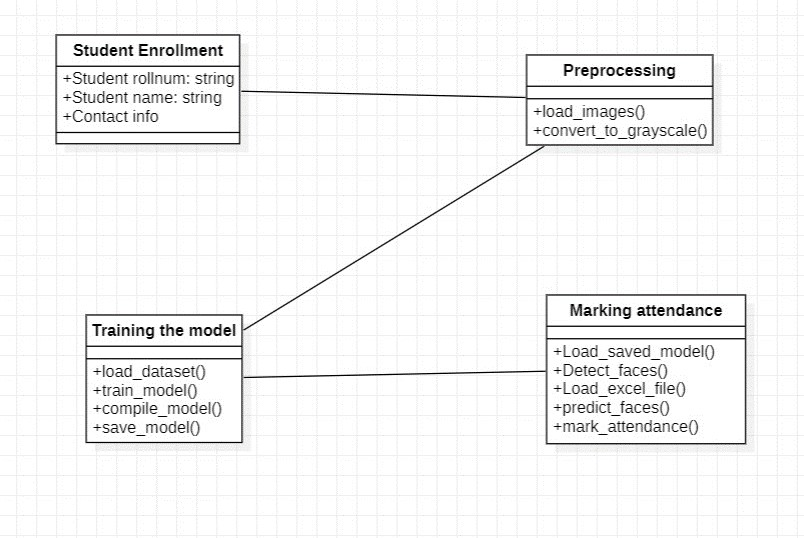 Student Enrollment
+Student rollnum: string
+Student name: string
+Contact info
Preprocessing
+load_images()
+convert_to_grayscale()
Training the model
+load_dataset()
+train_model()
+compile_model()
+save_model()
Marking attendance
+Load_saved_model()
+Detect_faces()
+Load_excel_file()
+predict_faces()
+mark_attendance()